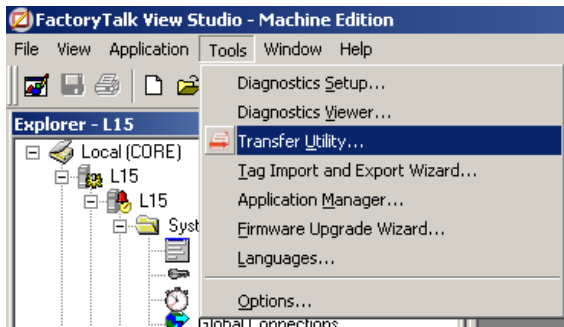 FactoryTalk View Studio - Machine Edition
File View Application Tools Window Help
Diagnostics Setup...
Diagnostics Viewer...
Explorer - L15
Transfer Utility...
Local (CORE)
Tag Import and Export Wizard...
L15
Application Manager...
L15
Firmware Upgrade Wizard...
Syst
Languages...
Options...
Global Connections